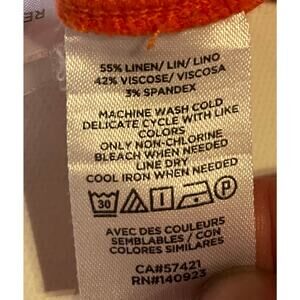 RE
55% LINEN/ LIN/ LINO
42% VISCOSE/ VISCOSA
3% SPANDEX
MACHINE WASH COLD
DELICATE CYCLE WITH LIKE
COLORS
ONLY NON-CHLORINE
BLEACH WHEN NEEDED
LINE DRY
COOL IRON WHEN NEEDED
30 P
AVEC DES COULEURS
SEMBLABLES / CON
COLORES SIMILARES
CA#57421
RN#140923